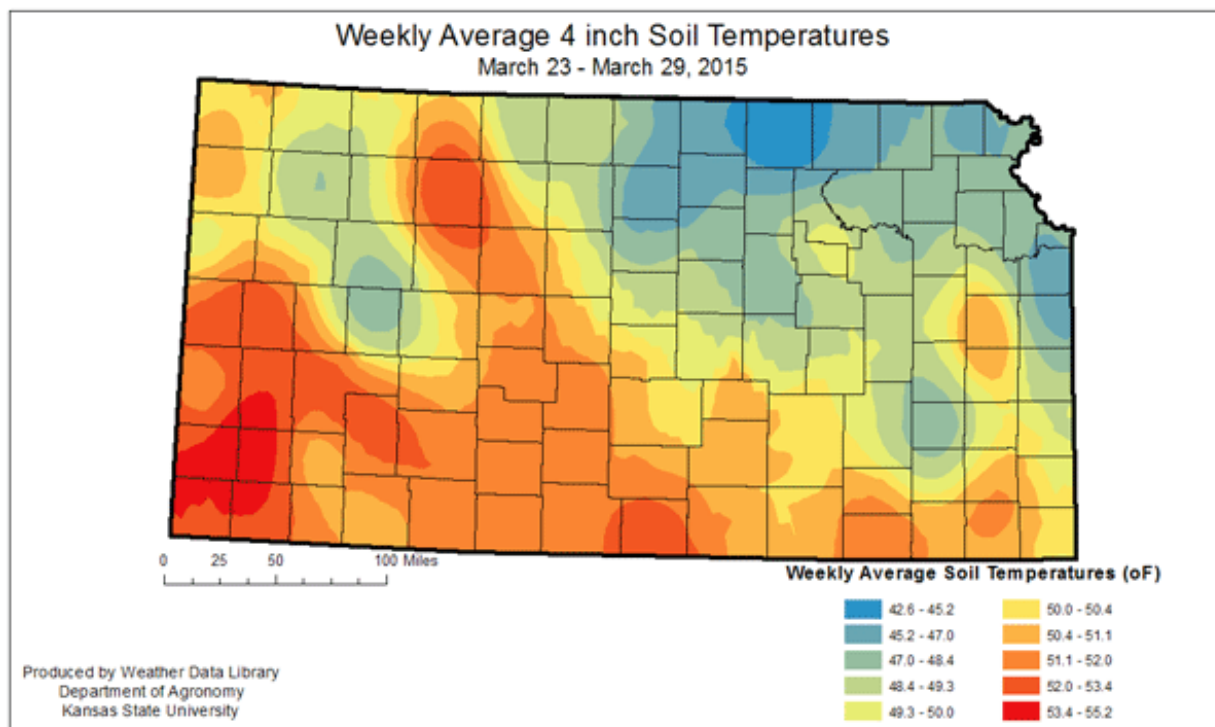 Weekly Average 4 inch Soil Temperatures
March 23 - March 29, 2015
0 25 50 100 Miles
Weekly Average Soil Temperatures (oF)
42.6 - 45.2
45.2 - 47.0
47.0 - 48.4
48.4 - 49.3
49.3 - 50.0
50.0 - 50.4
50.4 - 51.1
51.1 - 52.0
52.0 - 53.4
53.4 - 55.2
Produced by Weather Data Library
Department of Agronomy
Kansas State University